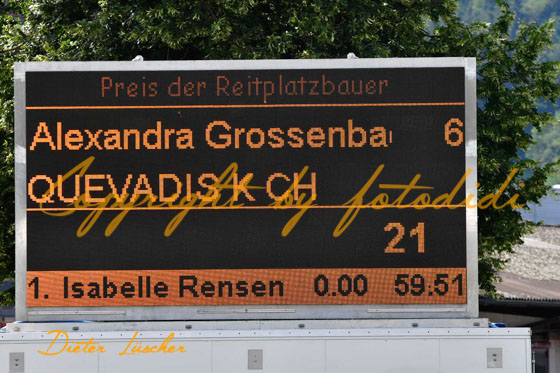 Preis der Reitplatzbauer
Alexandra Grossenba 6
QUEVADIS K CH
Copyright by fotodidi
21
1. Isabelle Rensen 0.00 59.51
Dieter Lüscher